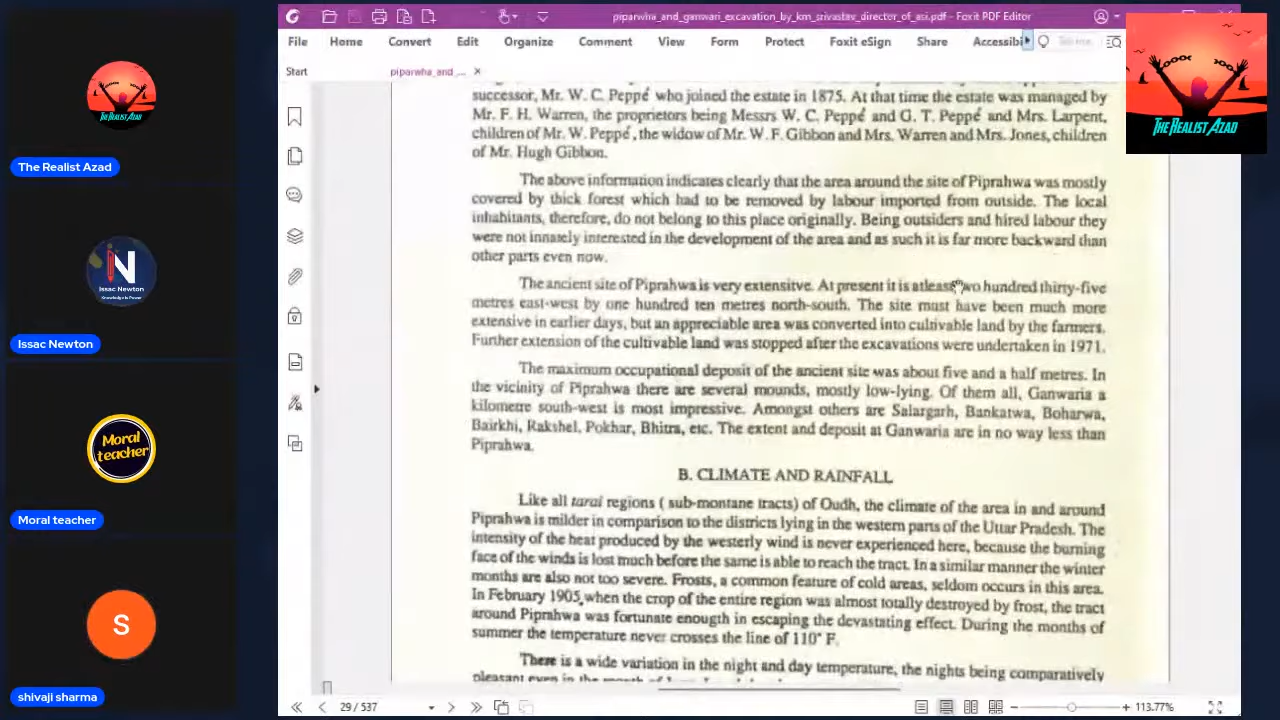 piparwha_and_ganwari_excavation_by_km_srivastav_director_of_asi.pdf - Foxit PDF Editor
File Home Convert Edit Organize Comment View Form Protect Foxit eSign Share Accessibi
Start piparwha_and_... ×
successor, Mr. W. C. Peppé who joined the estate in 1875. At that time the estate was managed by
Mr. F. H. Warren, the proprietors being Messrs W. C. Peppé and G. T. Peppé and Mrs. Larpent,
children of Mr. W. Peppé, the widow of Mr. W. F. Gibbon and Mrs. Warren and Mrs. Jones, children
of Mr. Hugh Gibbon.
The above information indicates clearly that the area around the site of Piprahwa was mostly
covered by thick forest which had to be removed by labour imported from outside. The local
inhabitants, therefore, do not belong to this place originally. Being outsiders and hired labour they
were not innately interested in the development of the area and as such it is far more backward than
other parts even now.
The ancient site of Piprahwa is very extensitve. At present it is atleast two hundred thirty-five
metres east-west by one hundred ten metres north-south. The site must have been much more
extensive in earlier days, but an appreciable area was converted into cultivable land by the farmers.
Further extension of the cultivable land was stopped after the excavations were undertaken in 1971.
The maximum occupational deposit of the ancient site was about five and a half metres. In
the vicinity of Piprahwa there are several mounds, mostly low-lying. Of them all, Ganwaria a
kilometre south-west is most impressive. Amongst others are Salargarh, Bankatwa, Boharwa,
Bairkhi, Rakshel, Pokhar, Bhitra, etc. The extent and deposit at Ganwaria are in no way less than
Piprahwa.
B. CLIMATE AND RAINFALL
Like all tarai regions ( sub-montane tracts) of Oudh, the climate of the area in and around
Piprahwa is milder in comparison to the districts lying in the western parts of the Uttar Pradesh. The
intensity of the heat produced by the westerly wind is never experienced here, because the burning
face of the winds is lost much before the same is able to reach the tract. In a similar manner the winter
months are also not too severe. Frosts, a common feature of cold areas, seldom occurs in this area.
In February 1905, when the crop of the entire region was almost totally destroyed by frost, the tract
around Piprahwa was fortunate enougth in escaping the devastating effect. During the months of
summer the temperature never crosses the line of 110° F.
There is a wide variation in the night and day temperature, the nights being comparatively
pleasant even in the month of
29 / 537
113.77%
The Realist Azad
THE REALIST AZAD
N
Issac Newton
Knowledge is Power
Issac Newton
Moral
teacher
Moral teacher
S
shivaji sharma
THE REALIST AZAD